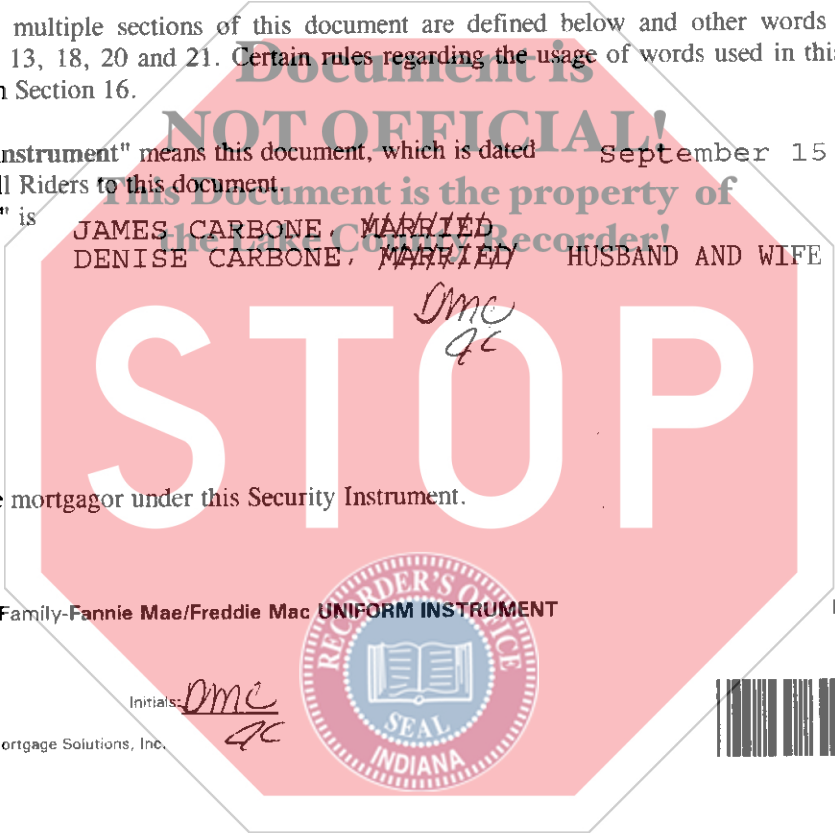 multiple sections of this document are defined below and other words
13, 18, 20 and 21. Certain rules regarding the usage of words used in this
Section 16.
Document is
NOT OFFICIAL!
This Document is the property of
the Lake County Recorder!
nstrument" means this document, which is dated September 15
ll Riders to this document.
" is
JAMES CARBONE, MARRIED
DENISE CARBONE, MARRIED HUSBAND AND WIFE
DMC
JC
STOP
mortgagor under this Security Instrument.
Family-Fannie Mae/Freddie Mac UNIFORM INSTRUMENT
RECORDER'S OFFICE
SEAL
INDIANA
Initials: DMC
JC
ortgage Solutions, Inc.